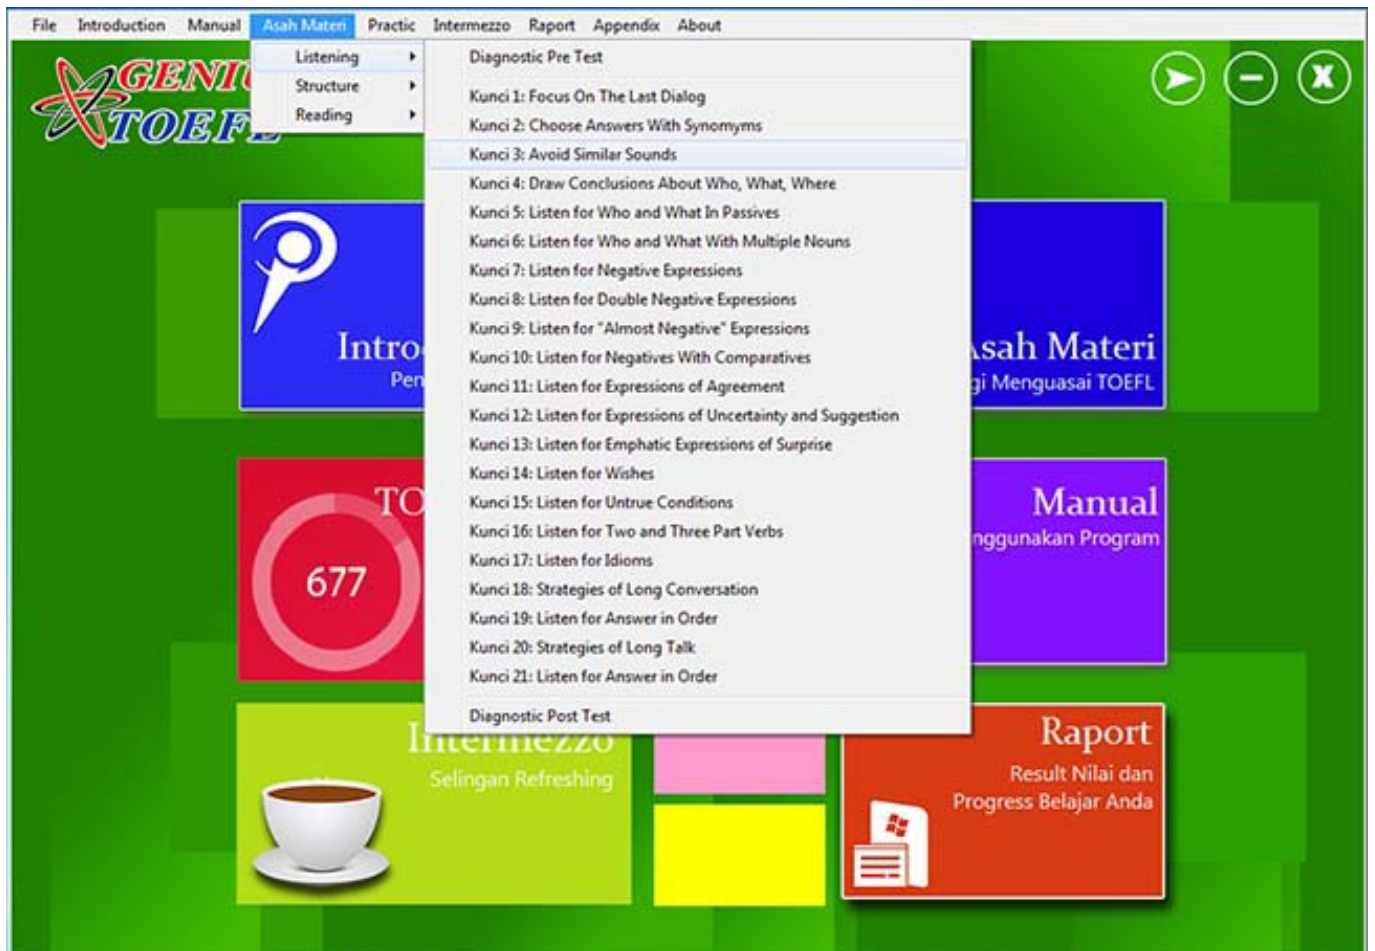 File Introduction Manual Asah Materi Practic Intermezzo Raport Appendix About
Listening
Structure
Reading
Diagnostic Pre Test
Kunci 1: Focus On The Last Dialog
Kunci 2: Choose Answers With Synomyms
Kunci 3: Avoid Similar Sounds
Kunci 4: Draw Conclusions About Who, What, Where
Kunci 5: Listen for Who and What In Passives
Kunci 6: Listen for Who and What With Multiple Nouns
Kunci 7: Listen for Negative Expressions
Kunci 8: Listen for Double Negative Expressions
Kunci 9: Listen for "Almost Negative" Expressions
Kunci 10: Listen for Negatives With Comparatives
Kunci 11: Listen for Expressions of Agreement
Kunci 12: Listen for Expressions of Uncertainty and Suggestion
Kunci 13: Listen for Emphatic Expressions of Surprise
Kunci 14: Listen for Wishes
Kunci 15: Listen for Untrue Conditions
Kunci 16: Listen for Two and Three Part Verbs
Kunci 17: Listen for Idioms
Kunci 18: Strategies of Long Conversation
Kunci 19: Listen for Answer in Order
Kunci 20: Strategies of Long Talk
Kunci 21: Listen for Answer in Order
Diagnostic Post Test
GENI
TOEFL
Intro
Pen
Asah Materi
gi Menguasai TOEFL
TO
677
Manual
nggunakan Program
Intermezzo
Selingan Refreshing
Raport
Result Nilai dan
Progress Belajar Anda